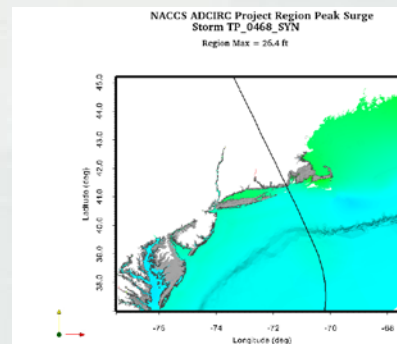 NACCS ADCIRC Project Region Peak Surge
Storm TP_0468_SYN
Region Max = 26.4 ft
45.0
44.0
43.0
42.0
41.0
40.0
39.0
38.0
Latitude (deg)
-76 -74 -72 -70 -68
Longitude (deg)